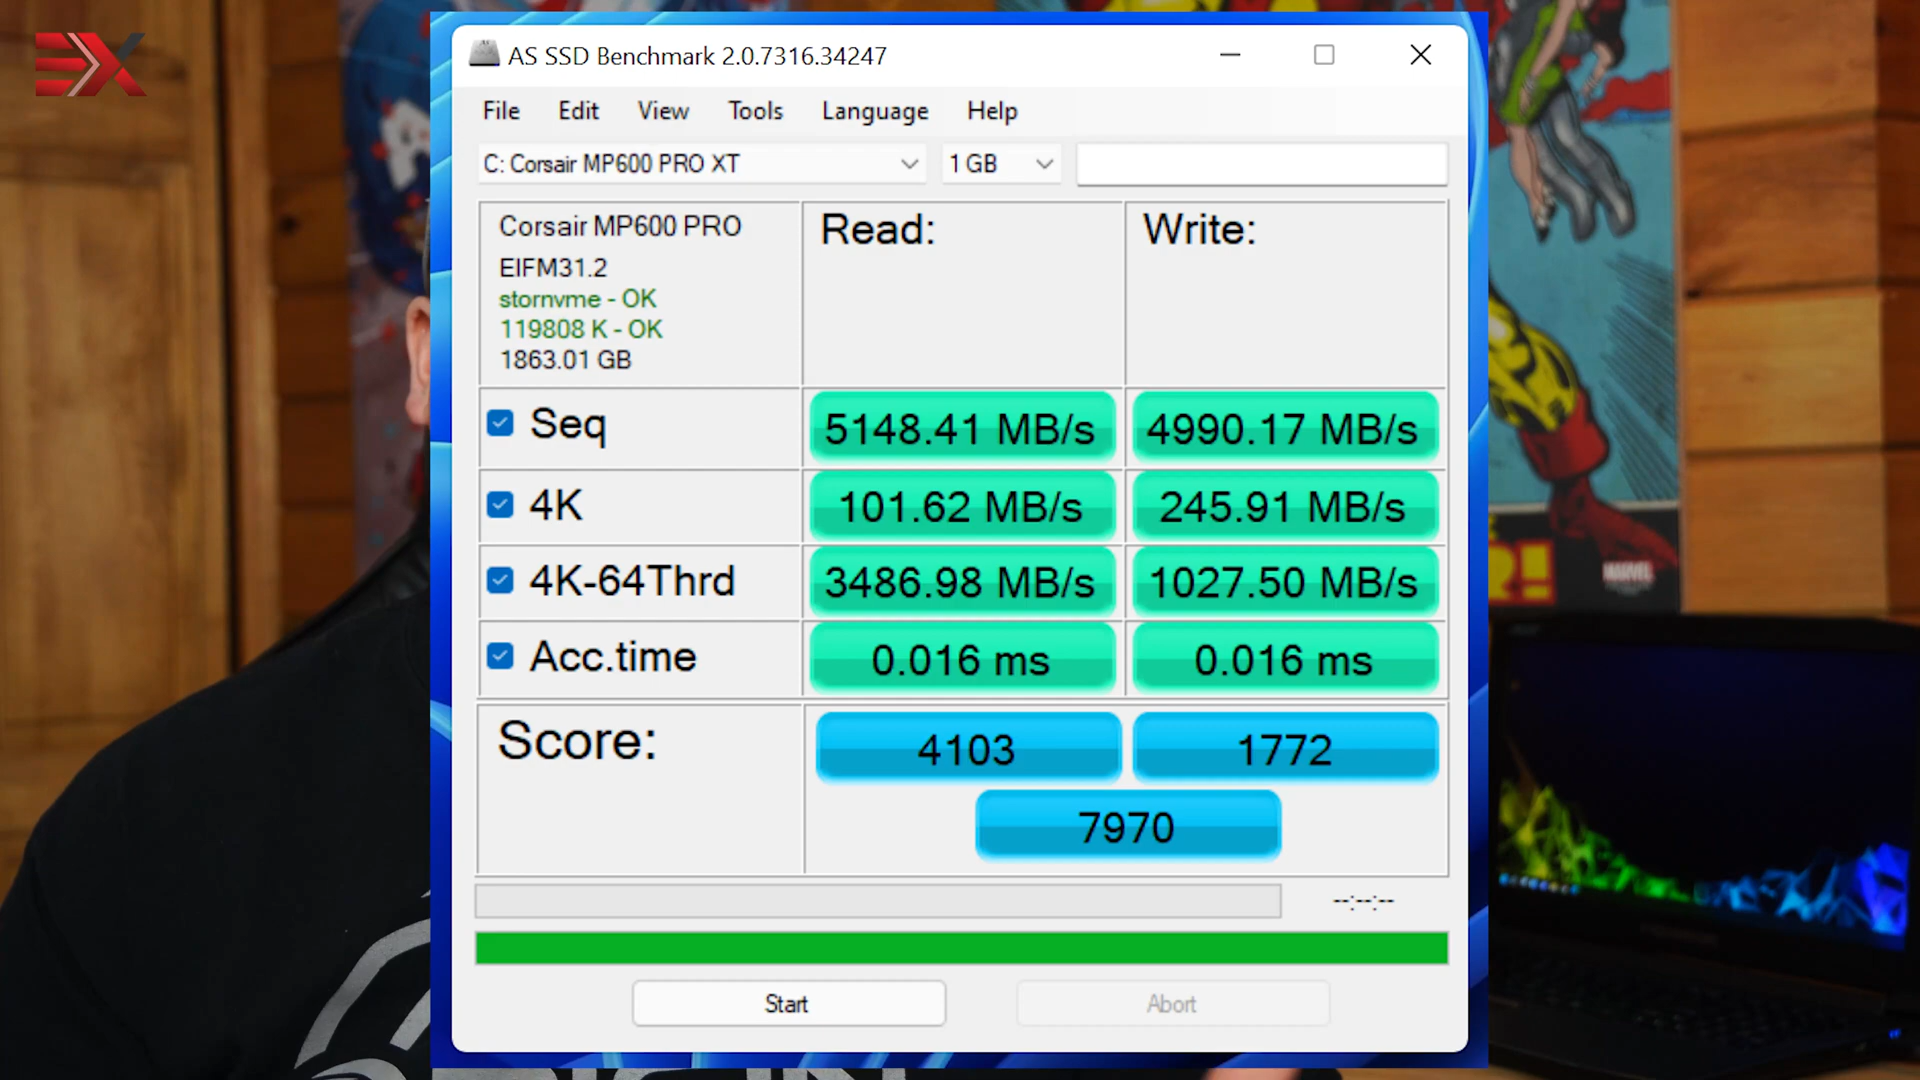 EX
AS SSD Benchmark 2.0.7316.34247
File Edit View Tools Language Help
C: Corsair MP600 PRO XT 1 GB
Corsair MP600 PRO
EIFM31.2
stornvme - OK
119808 K - OK
1863.01 GB
Read: Write:
Seq 5148.41 MB/s 4990.17 MB/s
4K 101.62 MB/s 245.91 MB/s
4K-64Thrd 3486.98 MB/s 1027.50 MB/s
Acc.time 0.016 ms 0.016 ms
Score: 4103 1772
7970
--:--:--
Start Abort
MARVEL